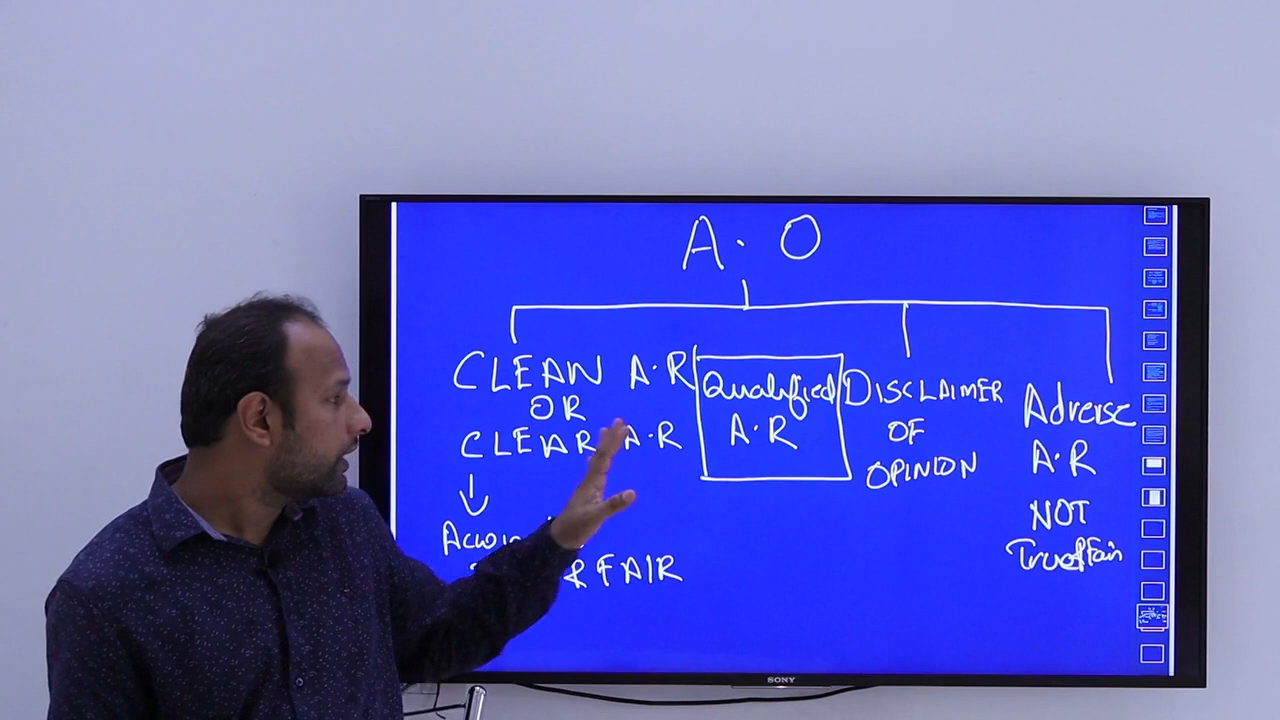 A. O
CLEAN A.R
OR
CLEAR A.R
& FAIR
Qualified
A.R
DISCLAIMER
OF
OPINION
Adverse
A.R
NOT
True & Fair
SONY